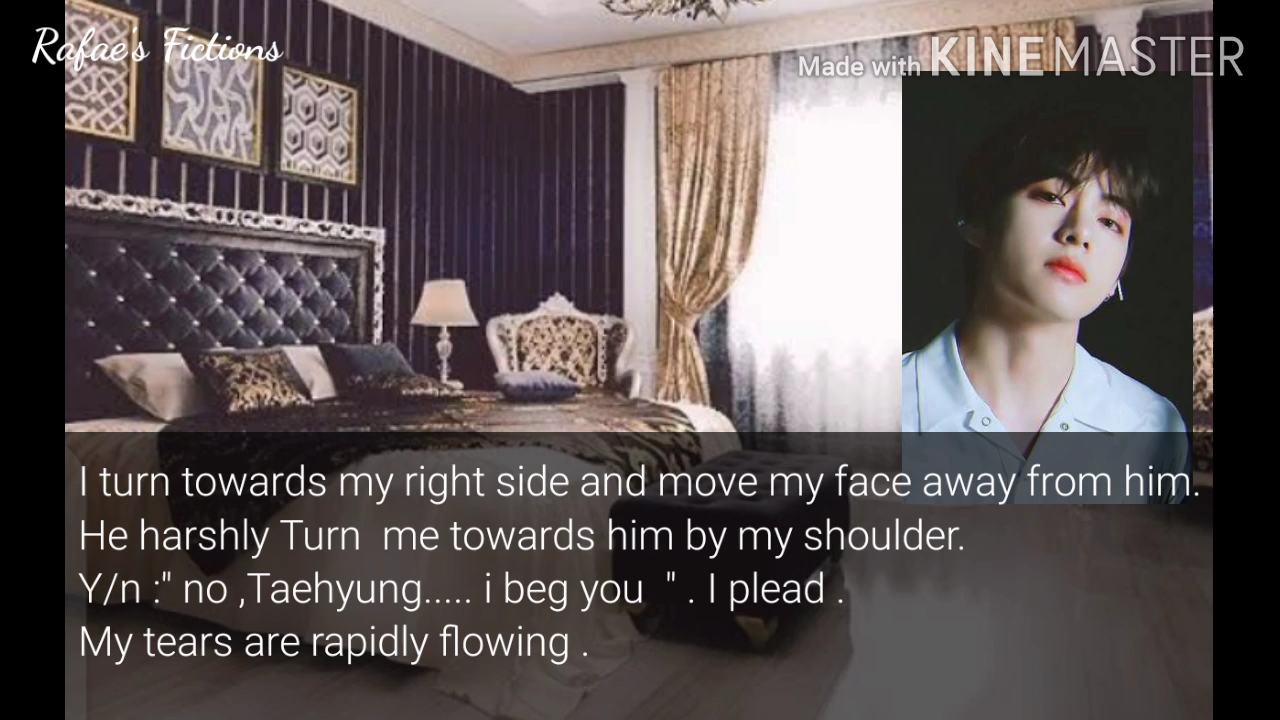 Rafae's Fictions
Made with KINEMASTER
I turn towards my right side and move my face away from him.
He harshly Turn  me towards him by my shoulder.
Y/n :" no ,Taehyung..... i beg you  " . I plead .
My tears are rapidly flowing .